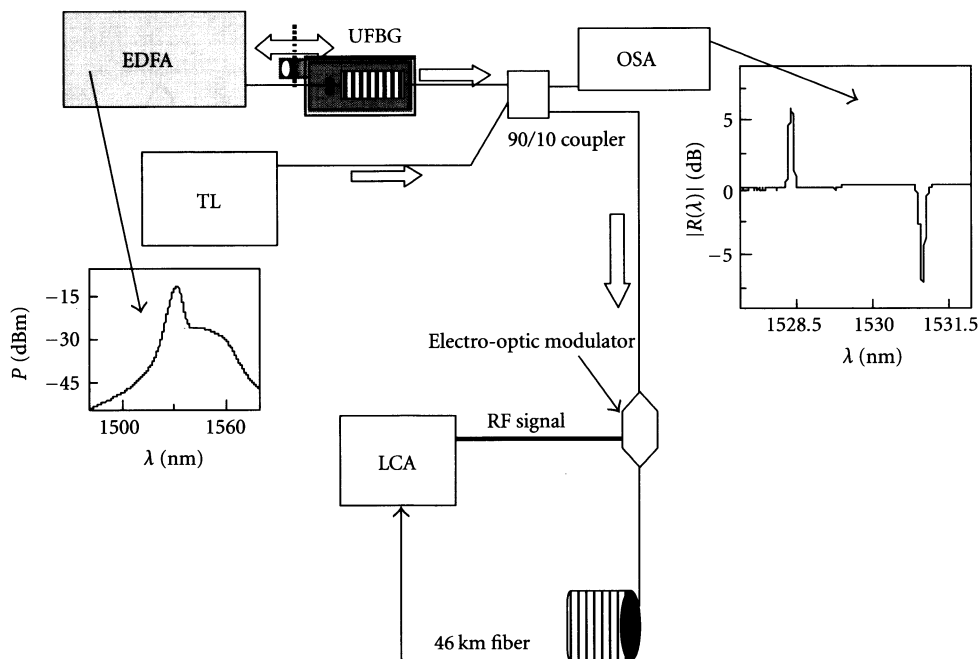 UFBG
EDFA
OSA
90/10 coupler
TL
|R(λ)| (dB)
5
0
−5
1528.5 1530 1531.5
λ (nm)
P (dBm)
−15
−30
−45
1500 1560
λ (nm)
Electro-optic modulator
RF signal
LCA
46 km fiber